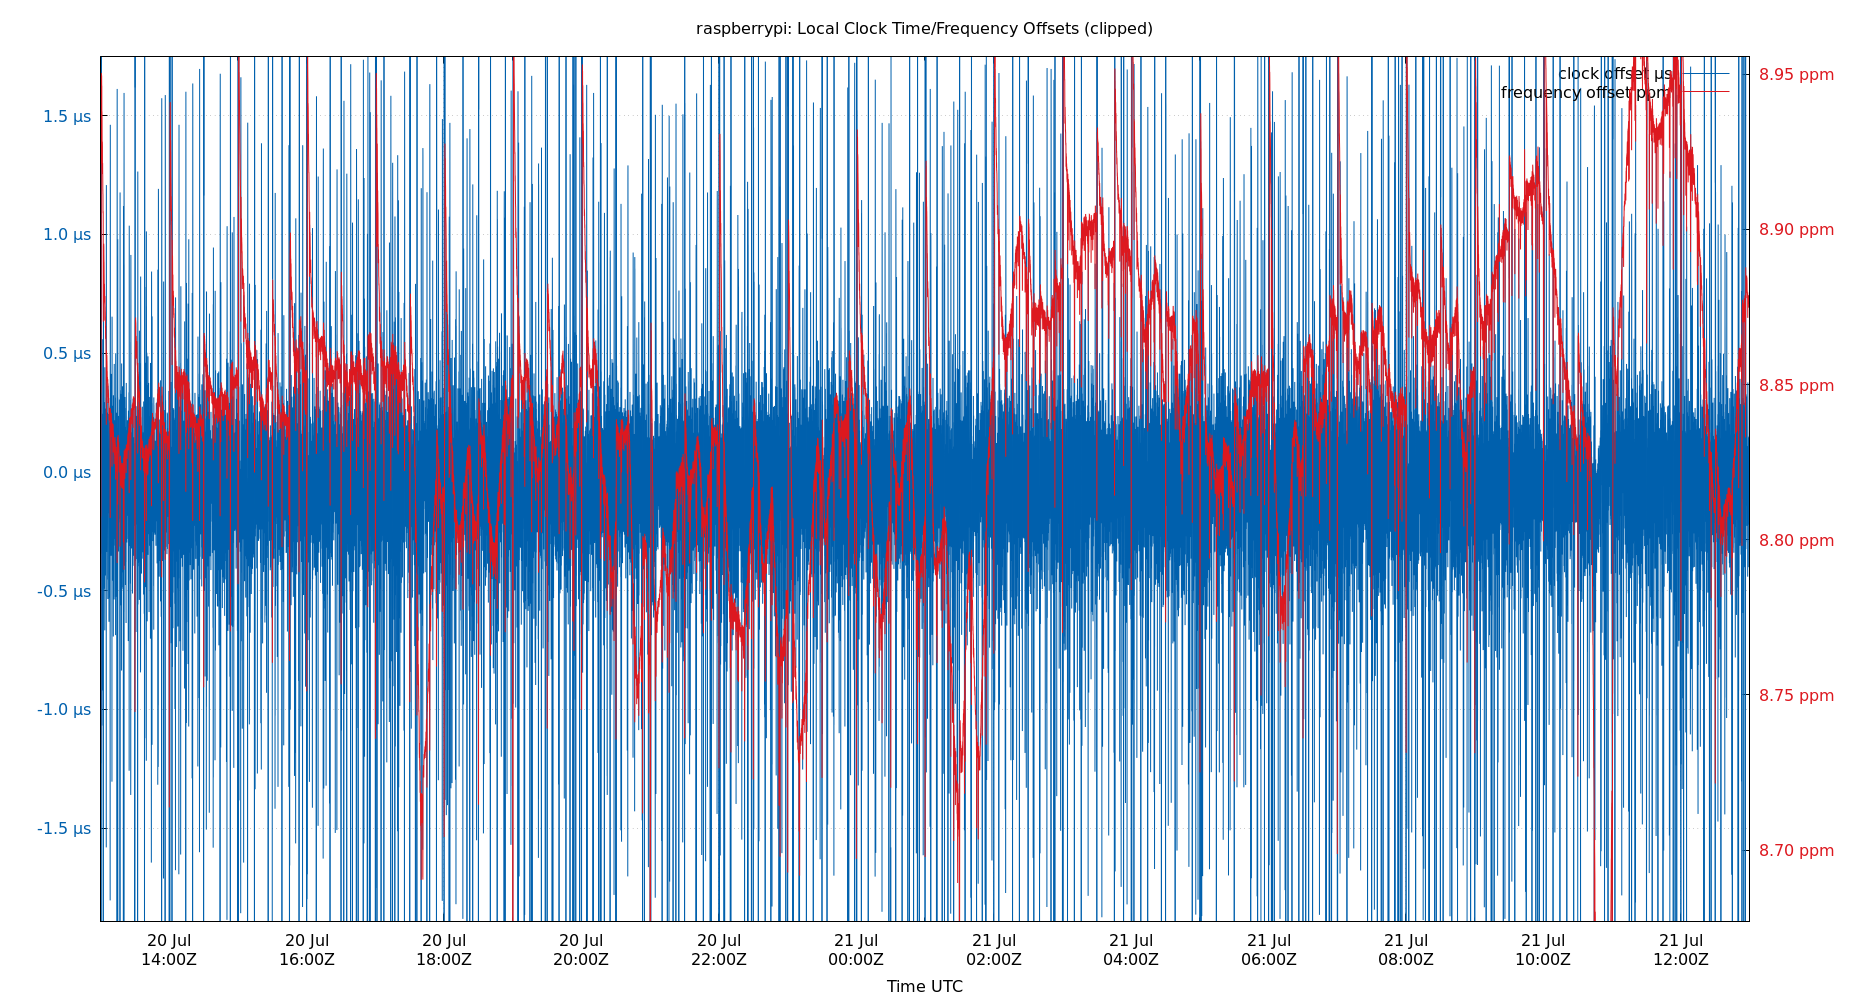 raspberrypi: Local Clock Time/Frequency Offsets (clipped)
clock offset µs
frequency offset ppm
1.5 µs
1.0 µs
0.5 µs
0.0 µs
-0.5 µs
-1.0 µs
-1.5 µs
8.95 ppm
8.90 ppm
8.85 ppm
8.80 ppm
8.75 ppm
8.70 ppm
20 Jul 20 Jul 20 Jul 20 Jul 20 Jul 21 Jul 21 Jul 21 Jul 21 Jul 21 Jul 21 Jul 21 Jul
14:00Z 16:00Z 18:00Z 20:00Z 22:00Z 00:00Z 02:00Z 04:00Z 06:00Z 08:00Z 10:00Z 12:00Z
Time UTC